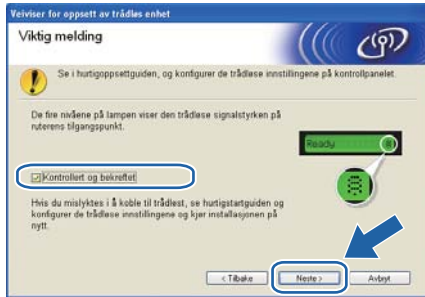 Veiviser for oppsett av trådløs enhet
Viktig melding
Se i hurtigoppsettguiden, og konfigurer de trådløse innstillingene på kontrollpanelet.
De fire nivåene på lampen viser den trådløse signalstyrken på
ruterens tilgangspunkt.
Ready
Kontrollert og bekreftet
Hvis du mislyktes i å koble til trådløst, se hurtigstartguiden og
konfigurer de trådløse innstillingene og kjør installasjonen på
nytt.
< Tilbake
Neste >
Avbryt